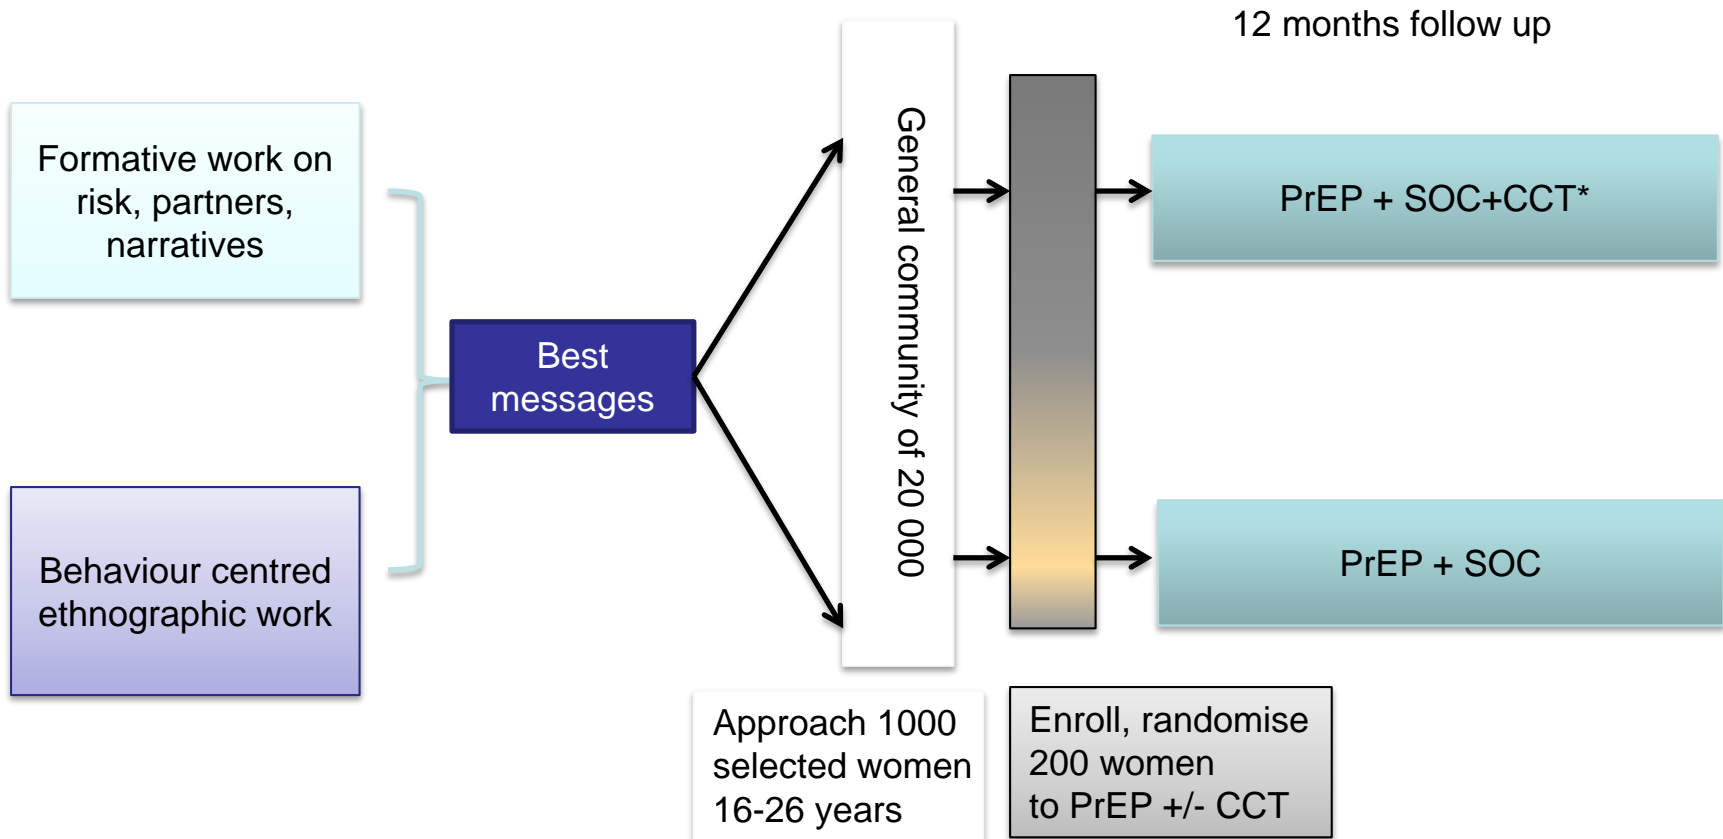 12 months follow up
Formative work on
risk, partners,
narratives
Behaviour centred
ethnographic work
Best
messages
General community of 20 000
PrEP + SOC+CCT*
PrEP + SOC
Approach 1000
selected women
16-26 years
Enroll, randomise
200 women
to PrEP +/- CCT